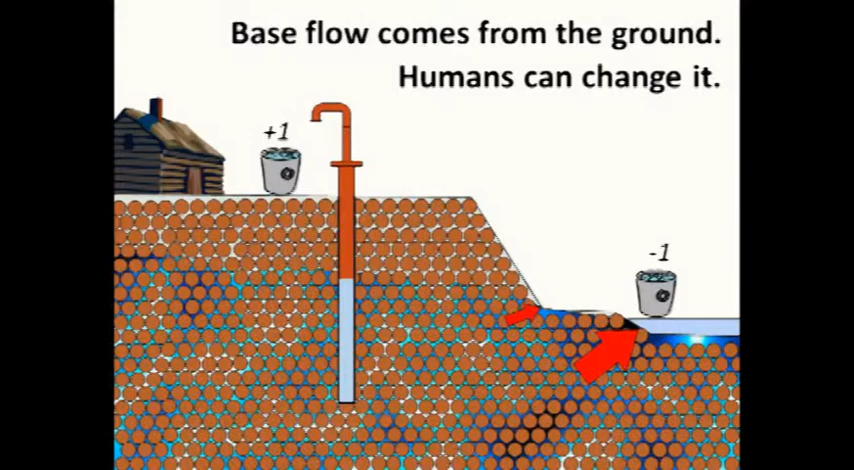 Base flow comes from the ground.
Humans can change it.
+1
-1